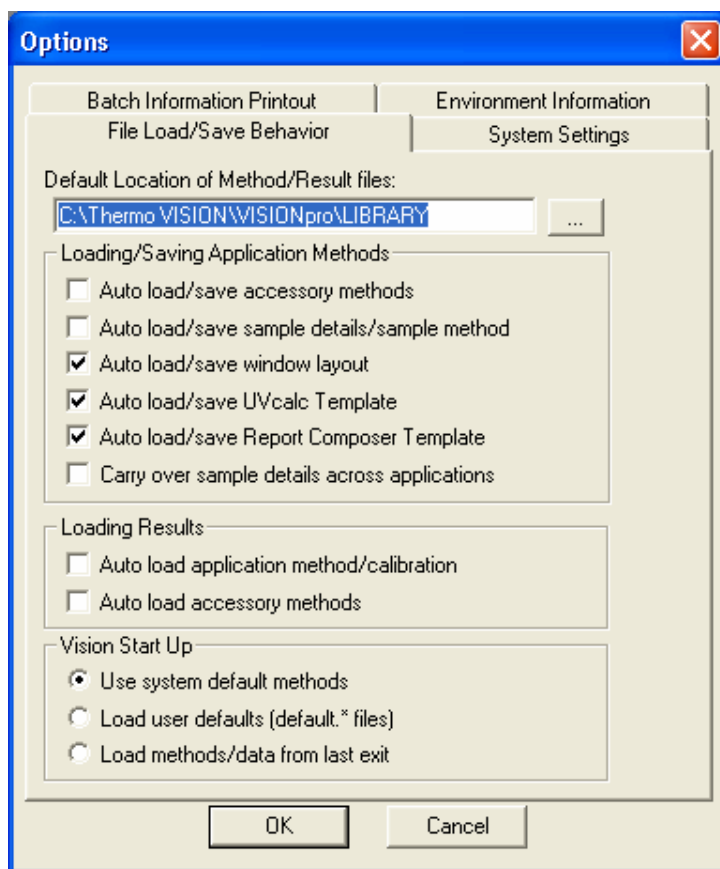 Options
Batch Information Printout
Environment Information
File Load/Save Behavior
System Settings
Default Location of Method/Result files:
C:\Thermo VISION\VISIONpro\LIBRARY
...
Loading/Saving Application Methods
Auto load/save accessory methods
Auto load/save sample details/sample method
Auto load/save window layout
Auto load/save UVcalc Template
Auto load/save Report Composer Template
Carry over sample details across applications
Loading Results
Auto load application method/calibration
Auto load accessory methods
Vision Start Up
Use system default methods
Load user defaults (default.* files)
Load methods/data from last exit
OK
Cancel